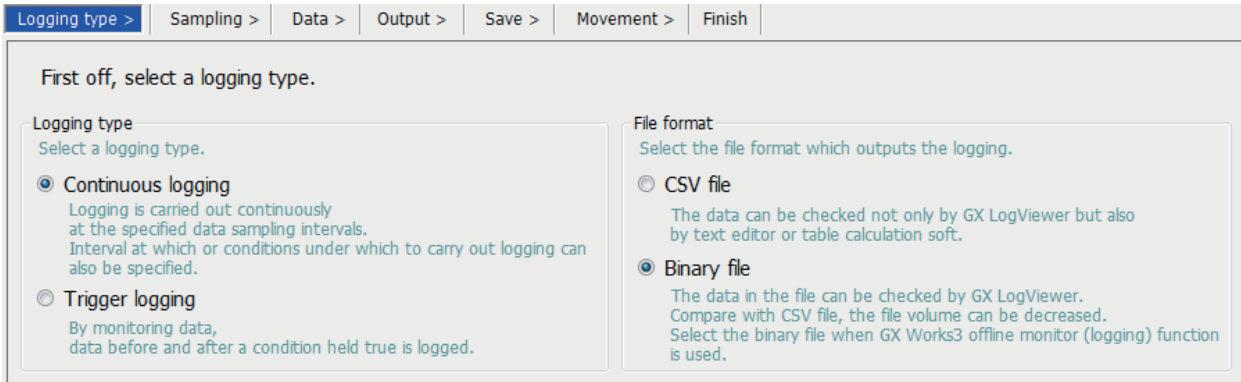 Logging type > Sampling > Data > Output > Save > Movement > Finish
First off, select a logging type.
Logging type
Select a logging type.
Continuous logging
Logging is carried out continuously
at the specified data sampling intervals.
Interval at which or conditions under which to carry out logging can
also be specified.
Trigger logging
By monitoring data,
data before and after a condition held true is logged.
File format
Select the file format which outputs the logging.
CSV file
The data can be checked not only by GX LogViewer but also
by text editor or table calculation soft.
Binary file
The data in the file can be checked by GX LogViewer.
Compare with CSV file, the file volume can be decreased.
Select the binary file when GX Works3 offline monitor (logging) function
is used.